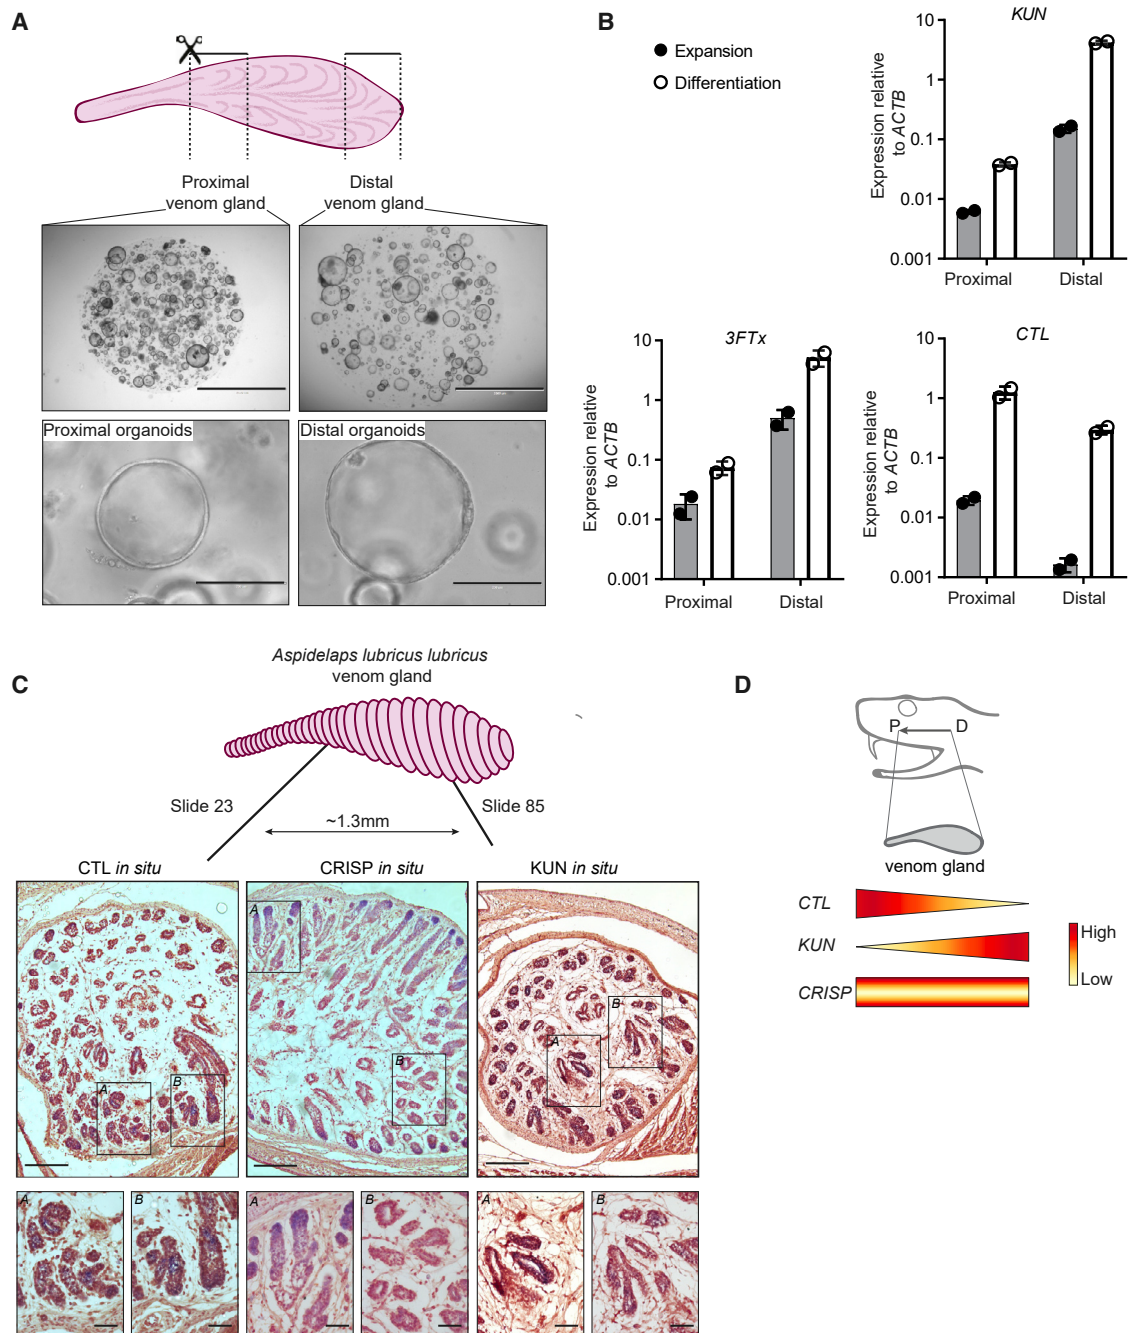 A
Proximal
venom gland
Distal
venom gland
Proximal organoids
Distal organoids
B
Expansion
Differentiation
KUN
Expression relative
to ACTB
10
1
0.1
0.01
0.001
Proximal
Distal
3FTx
Expression relative
to ACTB
10
1
0.1
0.01
0.001
Proximal
Distal
CTL
Expression relative
to ACTB
10
1
0.1
0.01
0.001
Proximal
Distal
C
Aspidelaps lubricus lubricus
venom gland
Slide 23
Slide 85
~1.3mm
CTL in situ
CRISP in situ
KUN in situ
A
B
A
B
A
B
A
B
A
B
A
B
D
P
D
venom gland
CTL
KUN
CRISP
High
Low